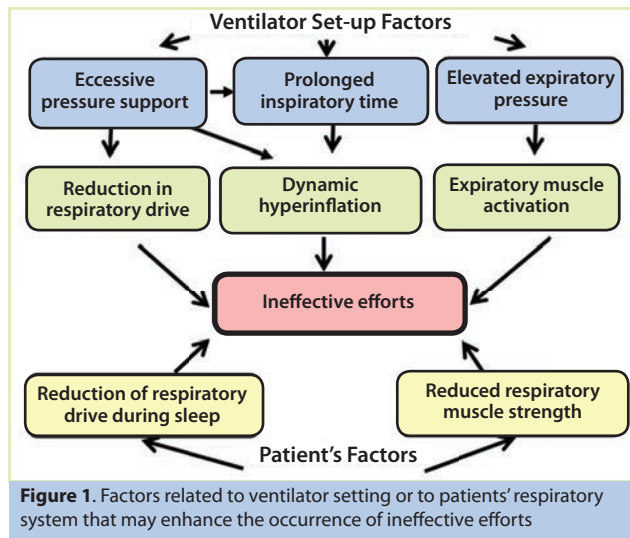 Ventilator Set-up Factors
Eccessive
pressure support
Prolonged
inspiratory time
Elevated expiratory
pressure
Reduction in
respiratory drive
Dynamic
hyperinflation
Expiratory muscle
activation
Ineffective efforts
Reduction of respiratory
drive during sleep
Reduced respiratory
muscle strength
Patient's Factors
Figure 1. Factors related to ventilator setting or to patients' respiratory
system that may enhance the occurrence of ineffective efforts